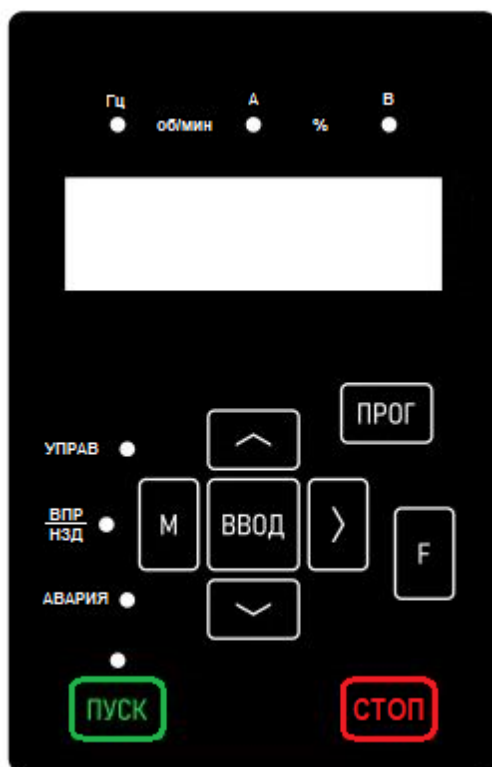 Гц А В
об/мин %
ПРОГ
УПРАВ
М ВВОД F
ВПР
НЗД
АВАРИЯ
ПУСК СТОП